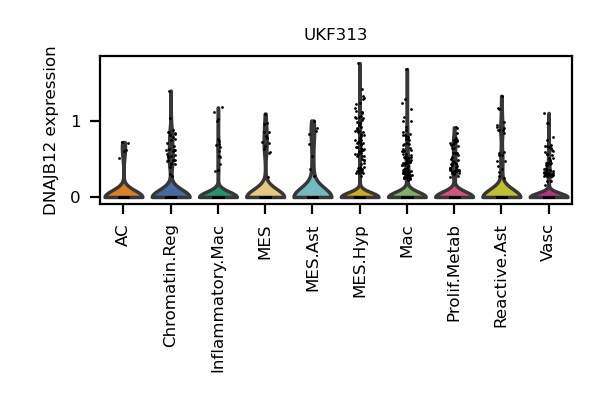 UKF313
DNAJB12 expression
1
0
AC
Chromatin.Reg
Inflammatory.Mac
MES
MES.Ast
MES.Hyp
Mac
Prolif.Metab
Reactive.Ast
Vasc